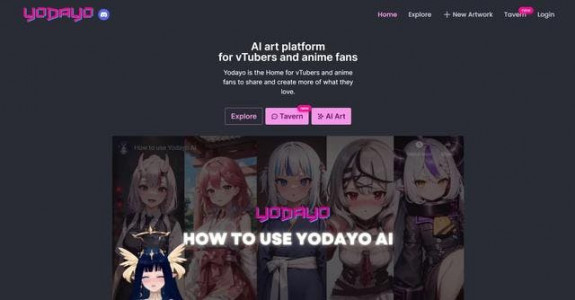 YODAYO
Home
Explore
New Artwork
Tavern
new
Login
AI art platform
for vTubers and anime fans
Yodayo is the Home for vTubers and anime
fans to share and create more of what they
love.
Explore
Tavern
new
Ai Art
How to use Yodayo AI
YODAYO
HOW TO USE YODAYO AI